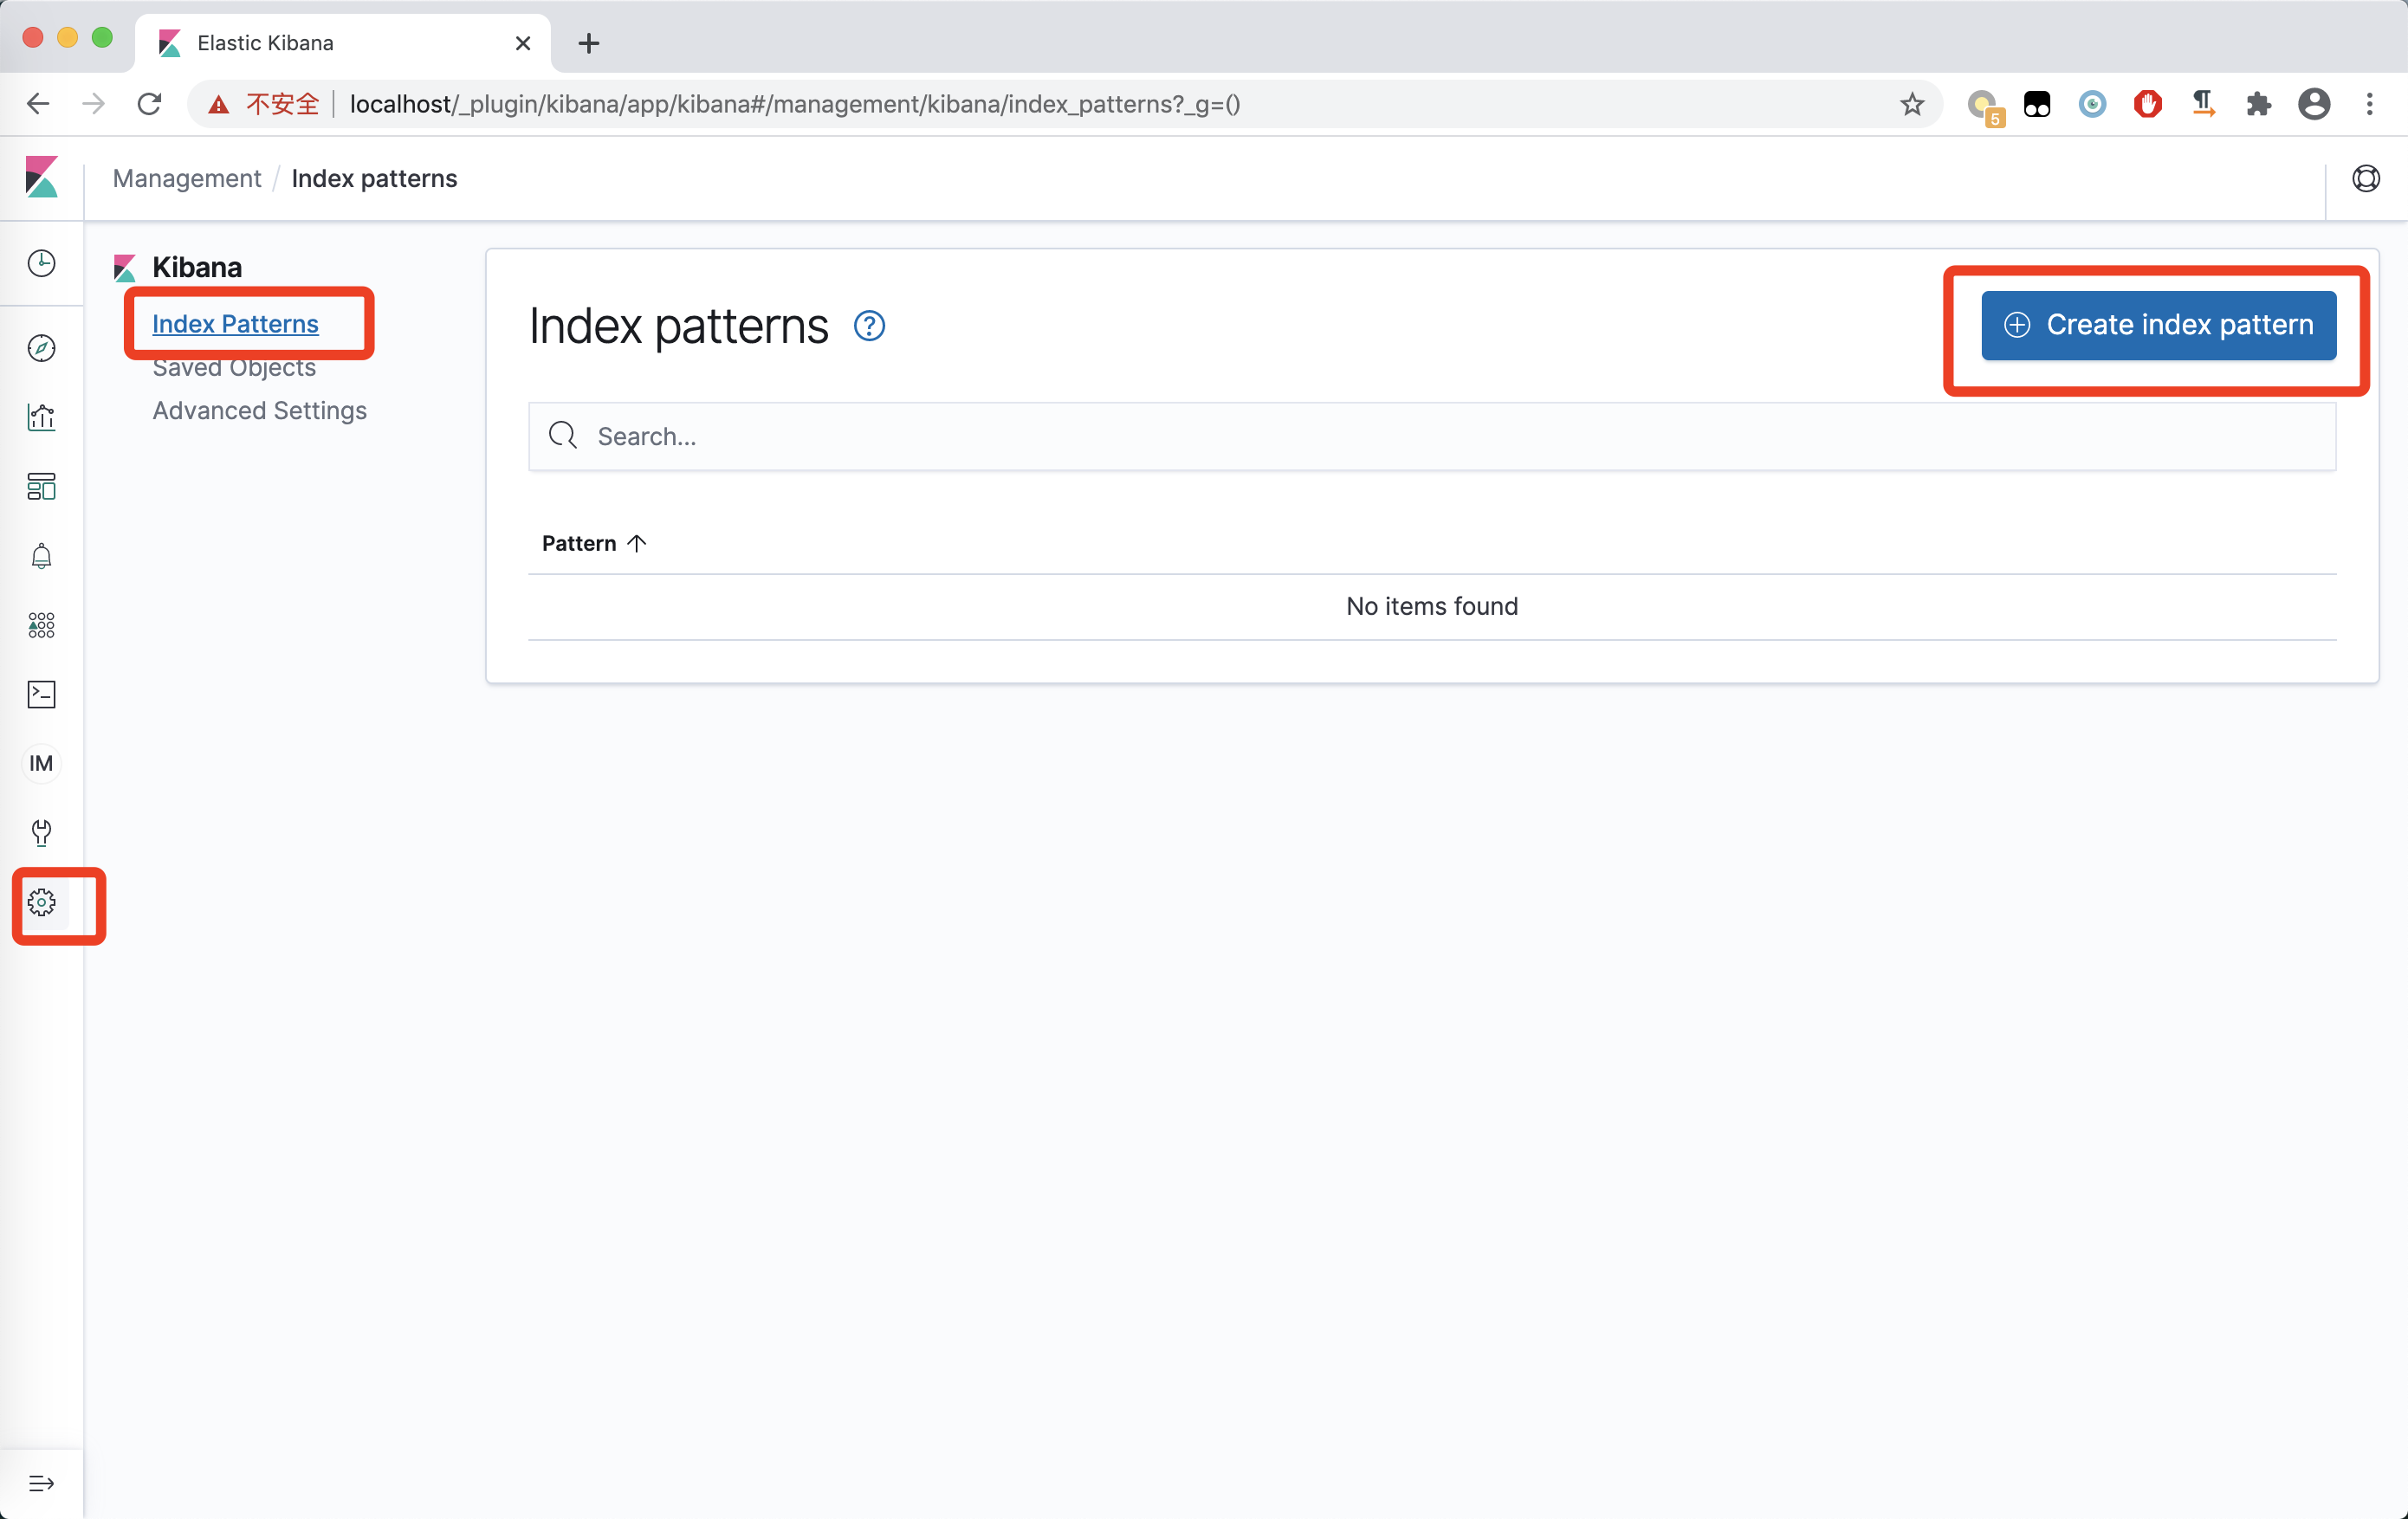 Elastic Kibana
不安全 localhost/_plugin/kibana/app/kibana#/management/kibana/index_patterns?_g=()
5
Management / Index patterns
Kibana
Index Patterns
Saved Objects
Advanced Settings
Index patterns
Create index pattern
Search...
Pattern
No items found
IM